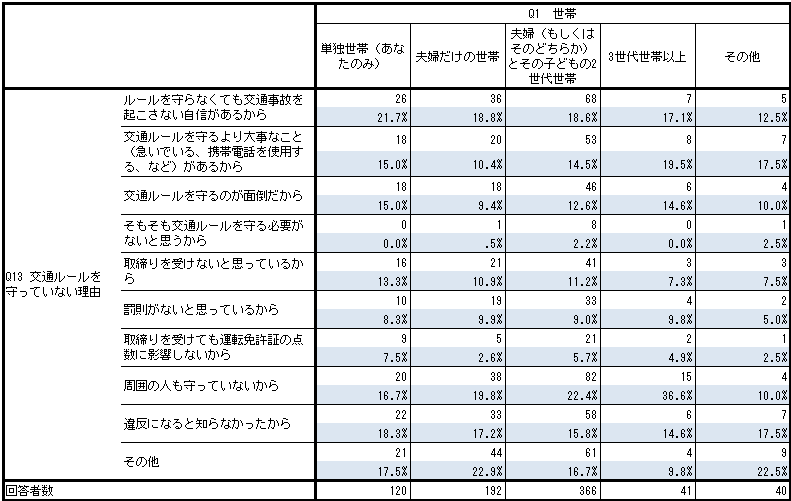 Q1　世帯
単独世帯（あな
たのみ）
夫婦だけの世帯
夫婦（もしくは
そのどちらか）
とその子どもの2
世代世帯
3世代世帯以上
その他
Q13 交通ルールを
守っていない理由
ルールを守らなくても交通事故を
起こさない自信があるから
26 36 68 7 5
21.7% 18.8% 18.6% 17.1% 12.5%
交通ルールを守るより大事なこと
（急いでいる、携帯電話を使用す
る、など）があるから
18 20 53 8 7
15.0% 10.4% 14.5% 19.5% 17.5%
交通ルールを守るのが面倒だから
18 18 46 6 4
15.0% 9.4% 12.6% 14.6% 10.0%
そもそも交通ルールを守る必要が
ないと思うから
0 1 8 0 1
0.0% .5% 2.2% 0.0% 2.5%
取締りを受けないと思っているか
ら
16 21 41 3 3
13.3% 10.9% 11.2% 7.3% 7.5%
罰則がないと思っているから
10 19 33 4 2
8.3% 9.9% 9.0% 9.8% 5.0%
取締りを受けても運転免許証の点
数に影響しないから
9 5 21 2 1
7.5% 2.6% 5.7% 4.9% 2.5%
周囲の人も守っていないから
20 38 82 15 4
16.7% 19.8% 22.4% 36.6% 10.0%
違反になると知らなかったから
22 33 58 6 7
18.3% 17.2% 15.8% 14.6% 17.5%
その他
21 44 61 4 9
17.5% 22.9% 16.7% 9.8% 22.5%
回答者数 120 192 366 41 40